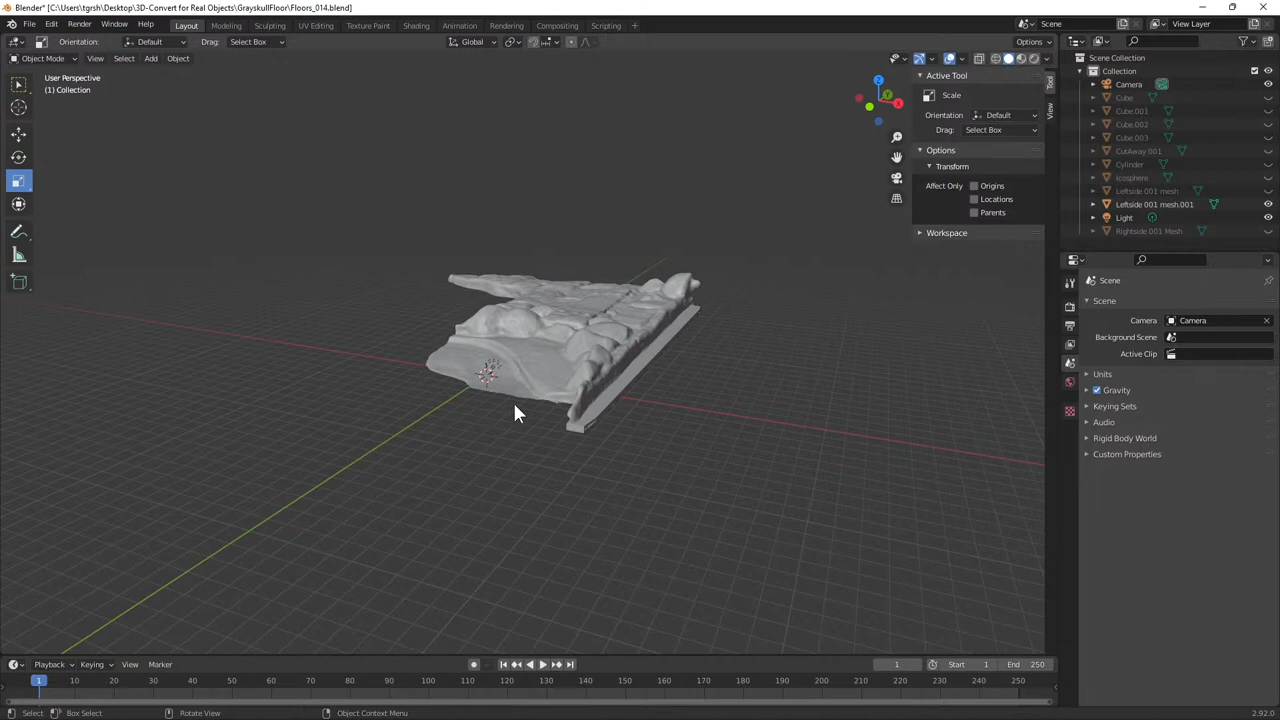 Blender* [C:\Users\tgrsh\Desktop\3D-Convert for Real Objects\GrayskullFloor\Floors_014.blend]
File Edit Render Window Help Layout Modeling Sculpting UV Editing Texture Paint Shading Animation Rendering Compositing Scripting + Scene View Layer
Orientation: Default Drag: Select Box Global Options
Object Mode View Select Add Object
User Perspective
(1) Collection
Z
Y
X
Active Tool
Scale
Orientation Default
Drag: Select Box
Options
Transform
Affect Only Origins
Locations
Parents
Workspace
Tool
View
Scene Collection
Collection
Camera
Cube
Cube.001
Cube.002
Cube.003
CutAway 001
Cylinder
Icosphere
Leftside 001 mesh
Leftside 001 mesh.001
Light
Rightside 001 Mesh
Scene
Scene
Camera Camera
Background Scene
Active Clip
Units
Gravity
Keying Sets
Audio
Rigid Body World
Custom Properties
Playback Keying View Marker 1 Start 1 End 250
1 10 20 30 40 50 60 70 80 90 100 110 120 130 140 150 160 170 180 190 200 210 220 230 240 250
Select Box Select Rotate View Object Context Menu 2.92.0